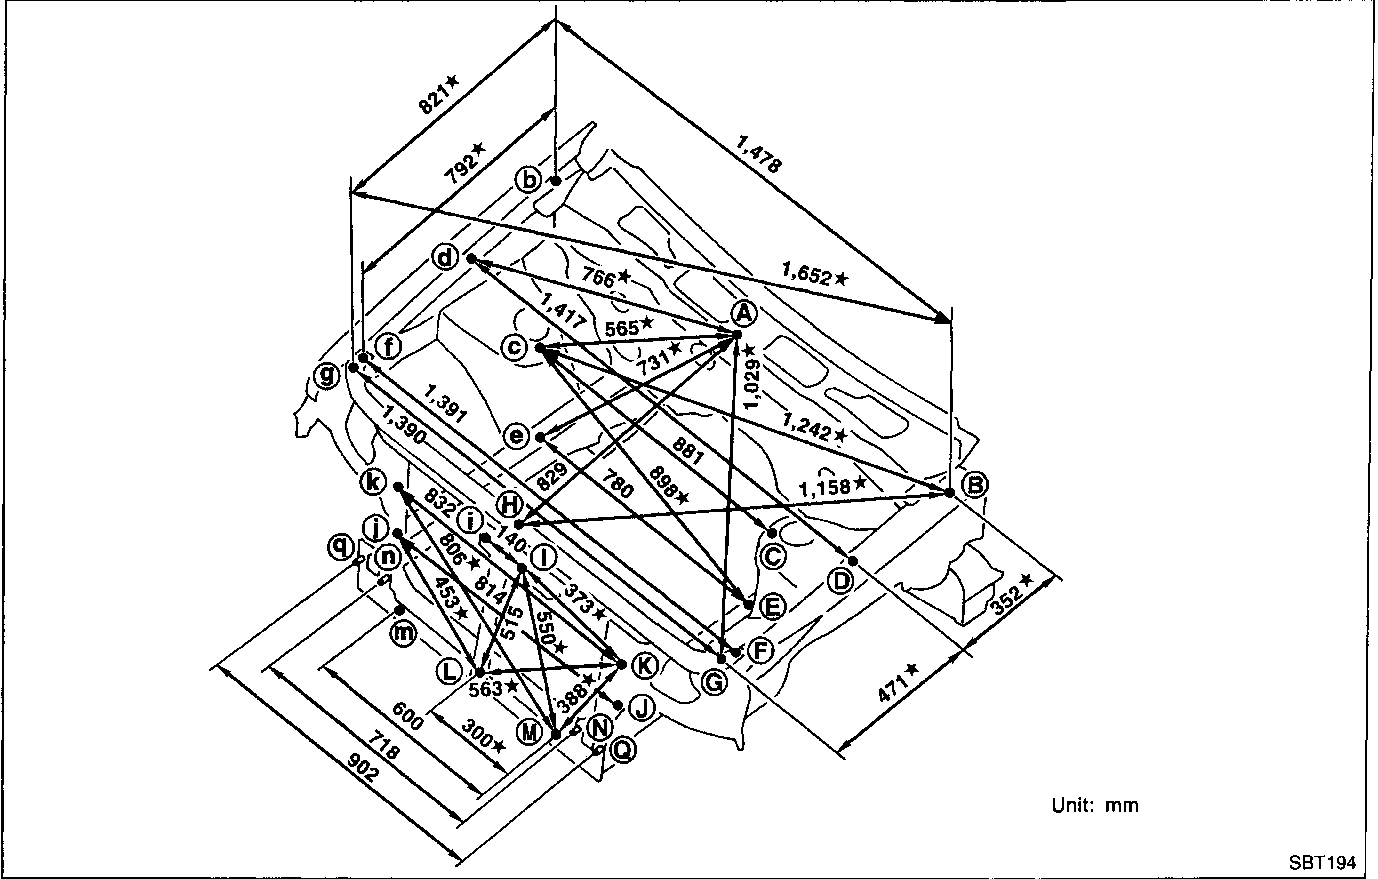 821★
792★
1,478
b
d
766★
1,652★
1,417
A
565★
c
731★
f
g
1,029★
1,391
1,390
e
1,242★
881
829
898★
780
k
832
H
1,158★
B
i
j
140
q
n
806★
I
C
D
814
373★
E
352★
453★
m
515
550★
F
L
K
G
563★
388★
471★
J
600
300★
M
N
718
Q
902
Unit: mm
SBT194